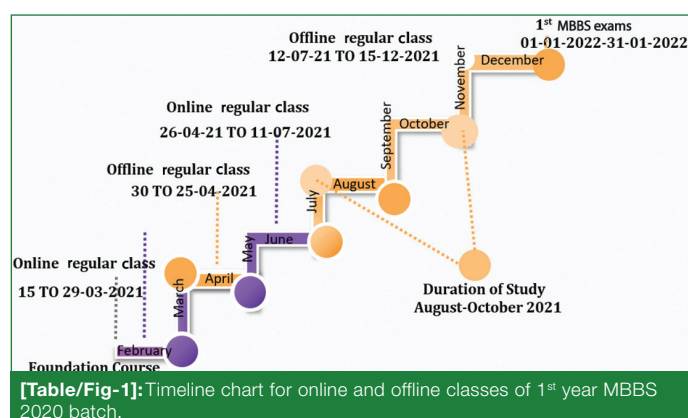 1st MBBS exams
01-01-2022-31-01-2022
Offline regular class
12-07-21 TO 15-12-2021
December
November
October
September
Online regular class
26-04-21 TO 11-07-2021
August
July
Offline regular class
30 TO 25-04-2021
June
May
Online regular class
15 TO 29-03-2021
April
March
Duration of Study
August-October 2021
February
Foundation Course
[Table/Fig-1]: Timeline chart for online and offline classes of 1st year MBBS
2020 batch.